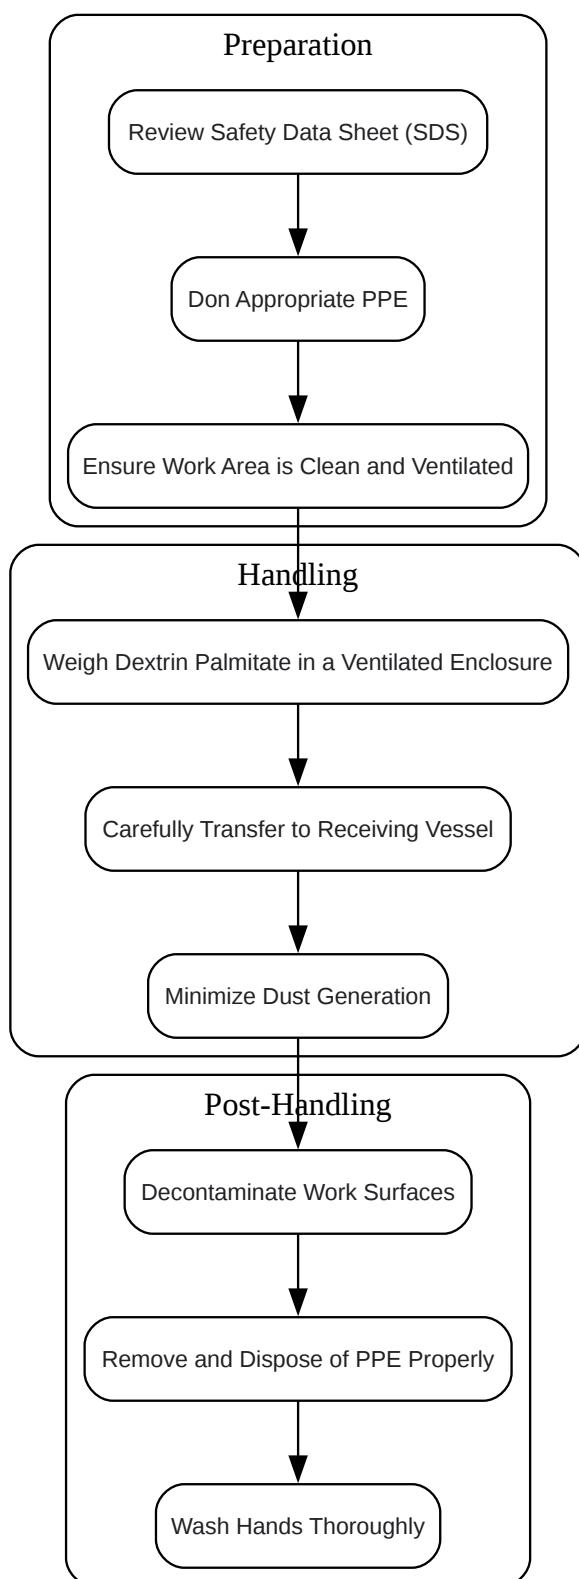 Preparation
Review Safety Data Sheet (SDS)
Don Appropriate PPE
Ensure Work Area is Clean and Ventilated
Handling
Weigh Dextrin Palmitate in a Ventilated Enclosure
Carefully Transfer to Receiving Vessel
Minimize Dust Generation
Post-Handling
Decontaminate Work Surfaces
Remove and Dispose of PPE Properly
Wash Hands Thoroughly